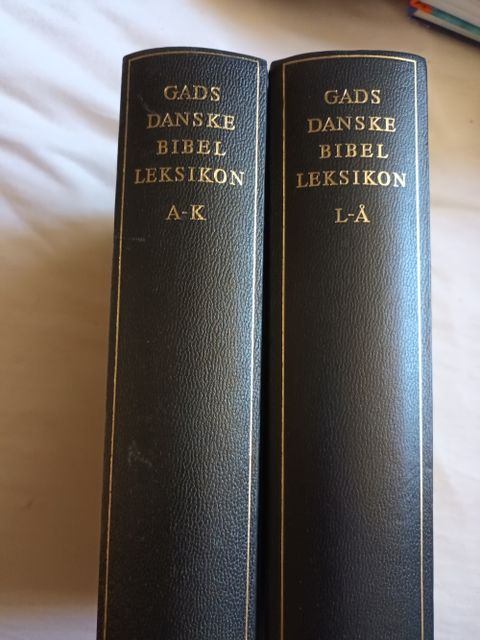 GADS
DANSKE
BIBEL
LEKSIKON
A-K
GADS
DANSKE
BIBEL
LEKSIKON
L-Å